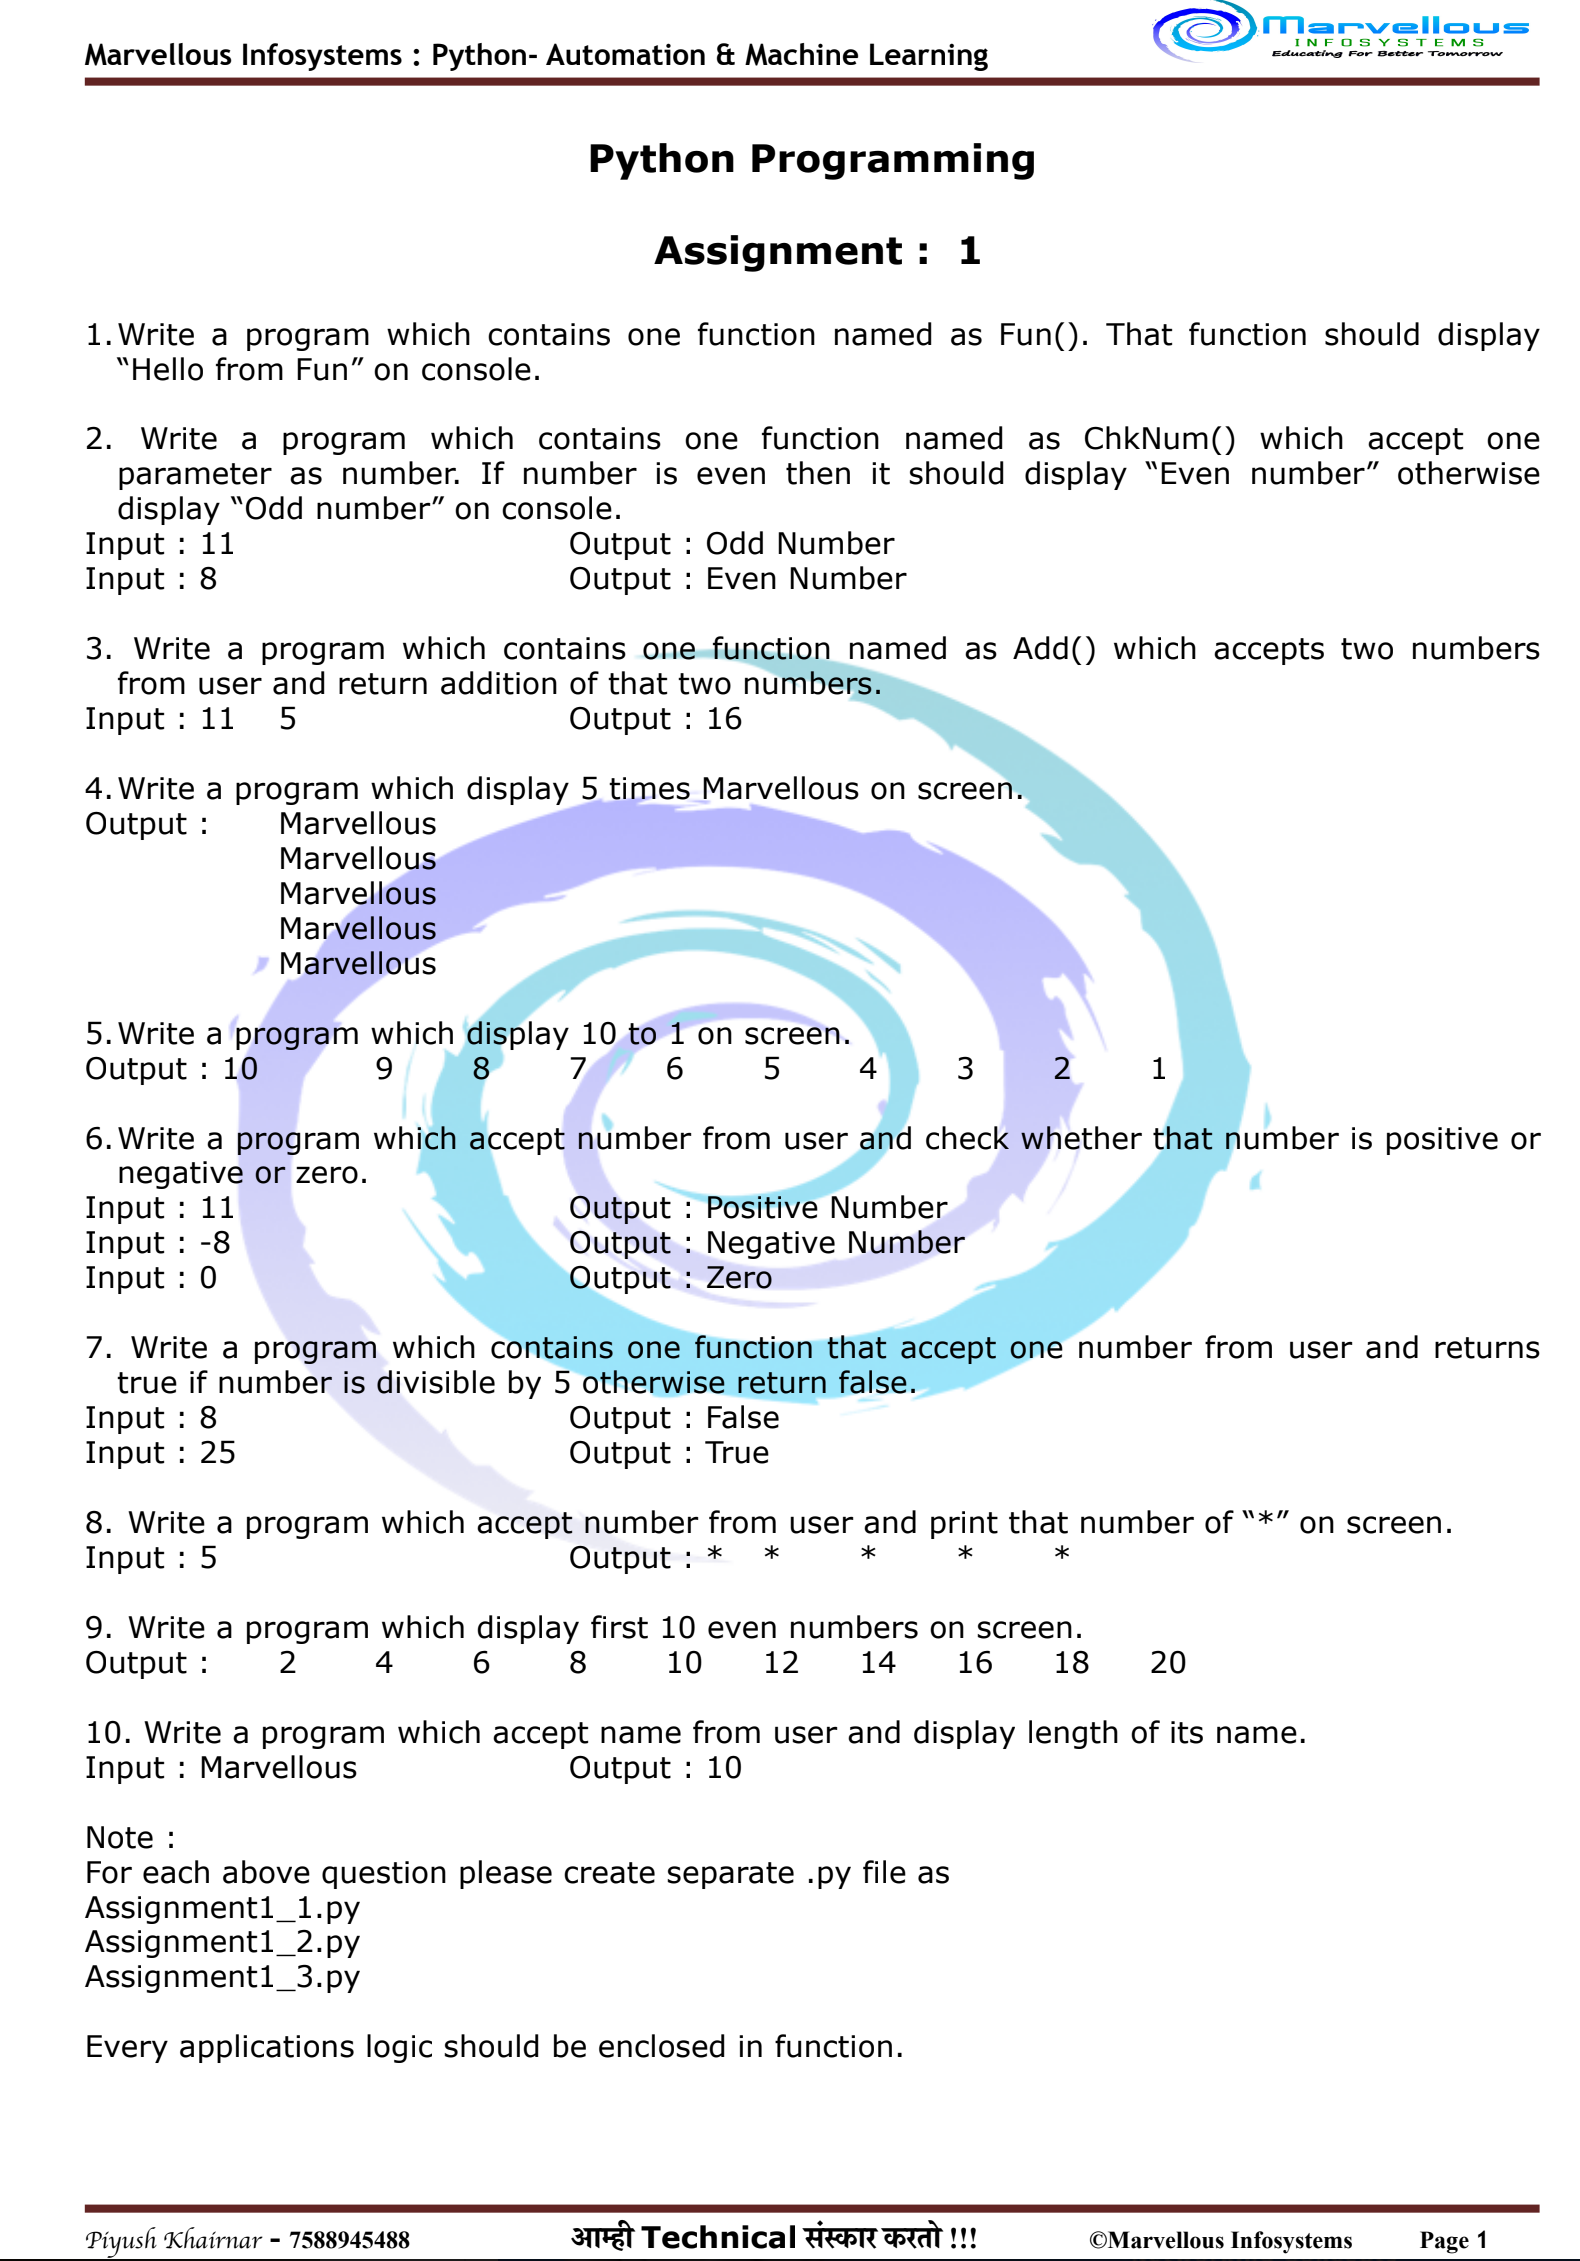 Marvellous Infosystems : Python- Automation & Machine Learning
Marvellous
INFOSYSTEMS
Educating For Better Tomorrow
Python Programming
Assignment : 1
1. Write a program which contains one function named as Fun(). That function should display
“Hello from Fun” on console.
2. Write a program which contains one function named as ChkNum() which accept one
parameter as number. If number is even then it should display “Even number” otherwise
display “Odd number” on console.
Input : 11 Output : Odd Number
Input : 8 Output : Even Number
3. Write a program which contains one function named as Add() which accepts two numbers
from user and return addition of that two numbers.
Input : 11 5 Output : 16
4. Write a program which display 5 times Marvellous on screen.
Output : Marvellous
Marvellous
Marvellous
Marvellous
Marvellous
5. Write a program which display 10 to 1 on screen.
Output : 10 9 8 7 6 5 4 3 2 1
6. Write a program which accept number from user and check whether that number is positive or
negative or zero.
Input : 11 Output : Positive Number
Input : -8 Output : Negative Number
Input : 0 Output : Zero
7. Write a program which contains one function that accept one number from user and returns
true if number is divisible by 5 otherwise return false.
Input : 8 Output : False
Input : 25 Output : True
8. Write a program which accept number from user and print that number of “*” on screen.
Input : 5 Output : * * * * *
9. Write a program which display first 10 even numbers on screen.
Output : 2 4 6 8 10 12 14 16 18 20
10. Write a program which accept name from user and display length of its name.
Input : Marvellous Output : 10
Note :
For each above question please create separate .py file as
Assignment1_1.py
Assignment1_2.py
Assignment1_3.py
Every applications logic should be enclosed in function.
Piyush Khairnar - 7588945488 आम्ही Technical संस्कार करतो !!! ©Marvellous Infosystems Page 1